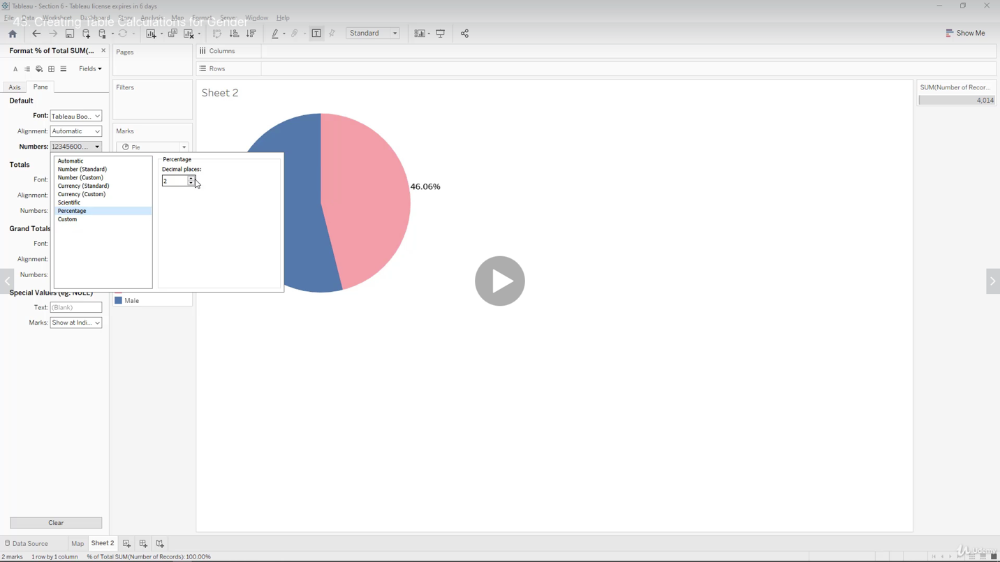 Tableau - Section 6 - Tableau license expires in 6 days
File Data Worksheet Dashboard Story Analysis Map Format Server Window Help
43. Creating Table Calculations for Gender
Standard
Show Me
Format % of Total SUM(...
Fields
Axis Pane
Default
Font: Tableau Boo..
Alignment: Automatic
Numbers: 12345600....
Totals
Font:
Alignment:
Numbers:
Grand Totals
Font:
Alignment:
Numbers:
Special Values (eg. NULL)
Text: (Blank)
Marks: Show at Indi...
Clear
Automatic
Number (Standard)
Number (Custom)
Currency (Standard)
Currency (Custom)
Scientific
Percentage
Custom
Percentage
Decimal places:
2
Pages
Filters
Marks
Pie
Male
Columns
Rows
Sheet 2
46.06%
SUM(Number of Recor...
4,014
Data Source Map Sheet 2
2 marks 1 row by 1 column % of Total SUM(Number of Records): 100.00%
Udemy